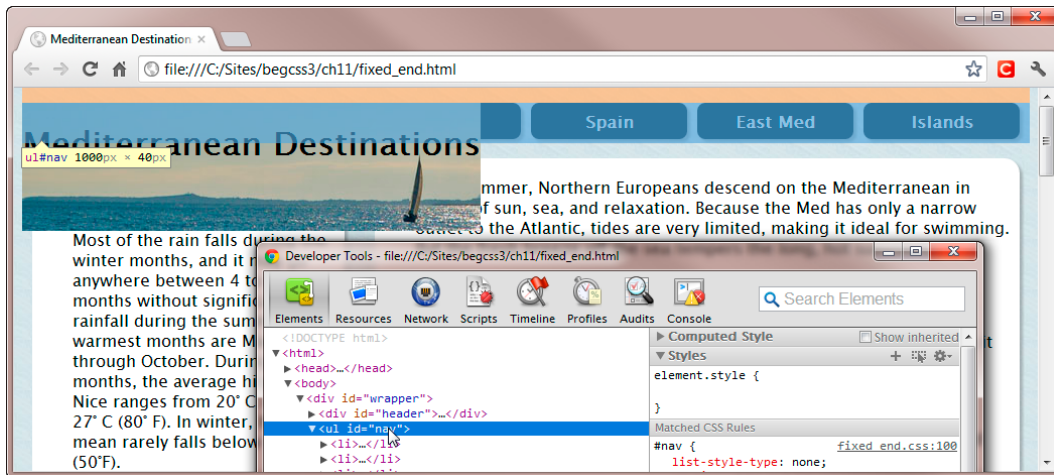 Mediterranean Destination
file:///C:/Sites/begcss3/ch11/fixed_end.html
Spain East Med Islands
Mediterranean Destinations
ul#nav 1000px × 40px
mmer, Northern Europeans descend on the Mediterranean in
of sun, sea, and relaxation. Because the Med has only a narrow
to the Atlantic, tides are very limited, making it ideal for swimming.
Most of the rain falls during the
winter months, and it
anywhere between 4 to
months without signific
rainfall during the sum
warmest months are M
through October. Durin
months, the average hi
Nice ranges from 20° C
27° C (80° F). In winter,
mean rarely falls below
(50°F).
Developer Tools - file:///C:/Sites/begcss3/ch11/fixed_end.html
Elements Resources Network Scripts Timeline Profiles Audits Console
Search Elements
<!DOCTYPE html>
<html>
<head>…</head>
<body>
<div id="wrapper">
<div id="header">…</div>
<ul id="nav">
<li>…</li>
<li>…</li>
Computed Style Show inherited
Styles
element.style {
}
Matched CSS Rules
#nav { fixed_end.css:100
list-style-type: none;